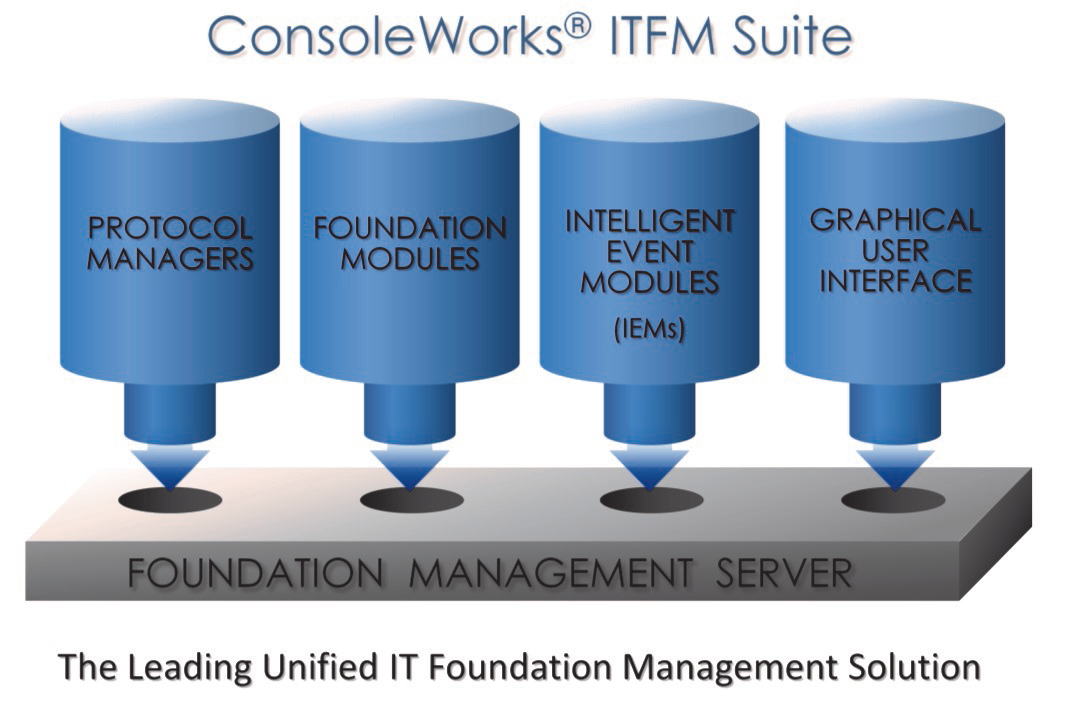 ConsoleWorks® ITFM Suite
PROTOCOL
MANAGERS
FOUNDATION
MODULES
INTELLIGENT
EVENT
MODULES
(IEMs)
GRAPHICAL
USER
INTERFACE
FOUNDATION MANAGEMENT SERVER
The Leading Unified IT Foundation Management Solution